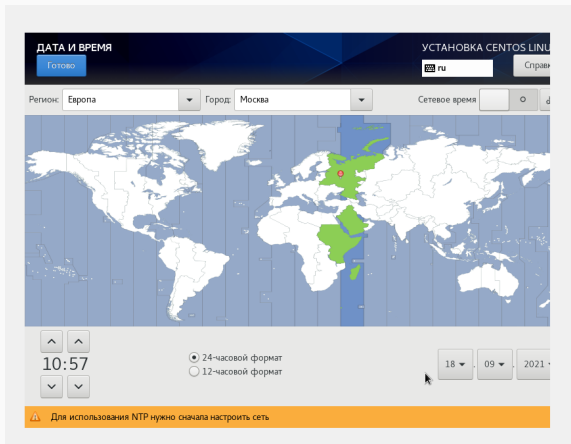 ДАТА И ВРЕМЯ
УСТАНОВКА CENTOS LINU
Готово
ru
Справк
Регион: Европа
Город: Москва
Сетевое время
10:57
24-часовой формат
12-часовой формат
18 . 09 . 2021
Для использования NTP нужно сначала настроить сеть